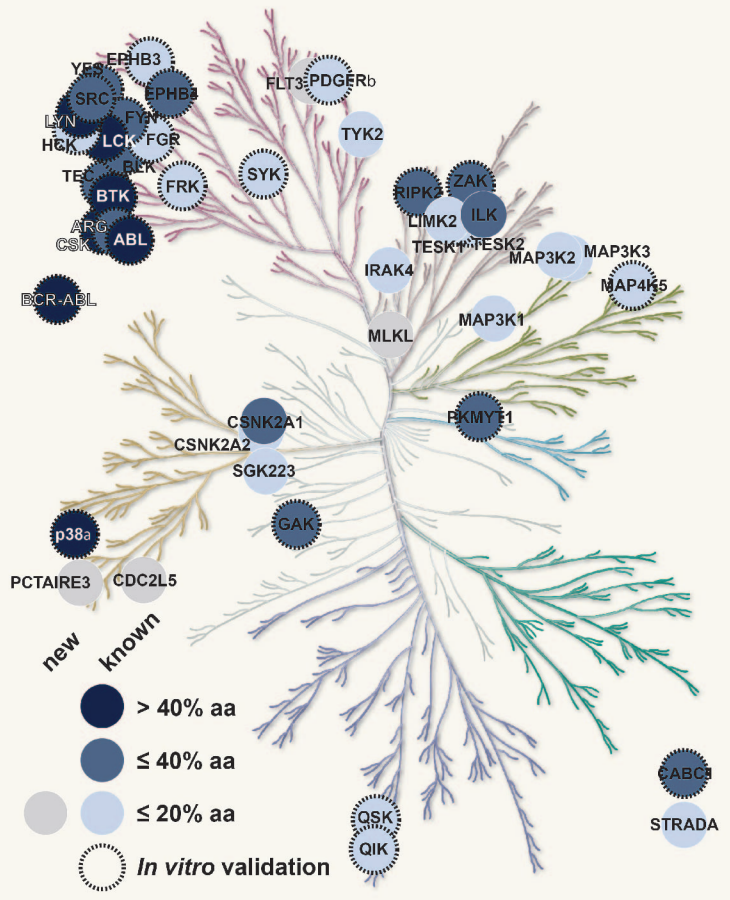 EPHB3
YES
FLT3
PDGFRb
SRC
EPHB4
LYN
FYN
TYK2
HCK
LCK
FGR
BLK
TEC
FRK
SYK
ZAK
RIPK2
BTK
LIMK2
ILK
ARG
CSK
ABL
TESK1
TESK2
MAP3K2
MAP3K3
IRAK4
MAP4K5
BCR-ABL
MAP3K1
MLKL
CSNK2A1
PKMYT1
CSNK2A2
SGK223
GAK
p38a
PCTAIRE3
CDC2L5
new
known
> 40% aa
≤ 40% aa
≤ 20% aa
In vitro validation
CABC1
STRADA
QSK
QIK